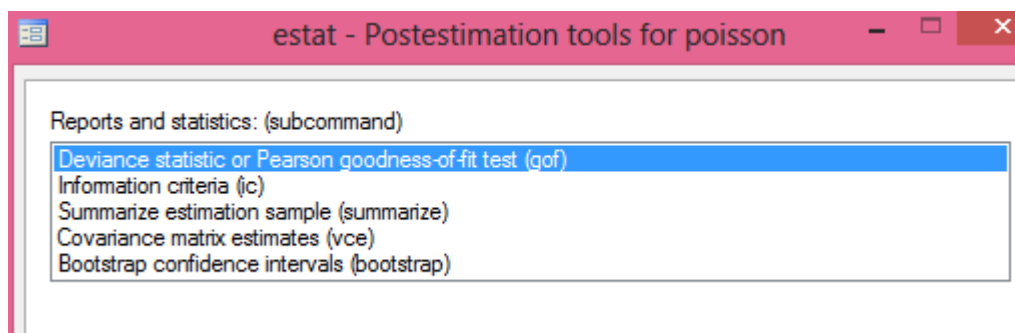 estat - Postestimation tools for poisson
Reports and statistics: (subcommand)
Deviance statistic or Pearson goodness-of-fit test (gof)
Information criteria (ic)
Summarize estimation sample (summarize)
Covariance matrix estimates (vce)
Bootstrap confidence intervals (bootstrap)